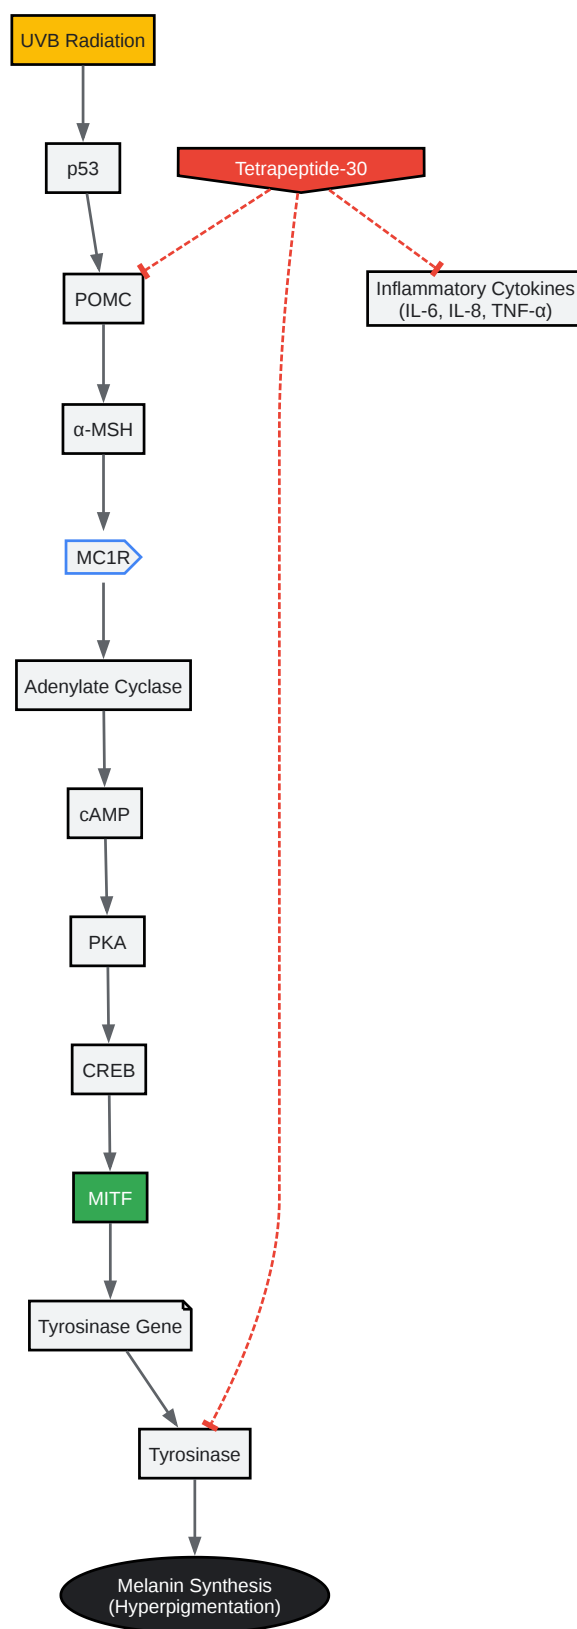 UVB Radiation
p53
Tetrapeptide-30
POMC
Inflammatory Cytokines
(IL-6, IL-8, TNF-α)
α-MSH
MC1R
Adenylate Cyclase
cAMP
PKA
CREB
MITF
Tyrosinase Gene
Tyrosinase
Melanin Synthesis
(Hyperpigmentation)